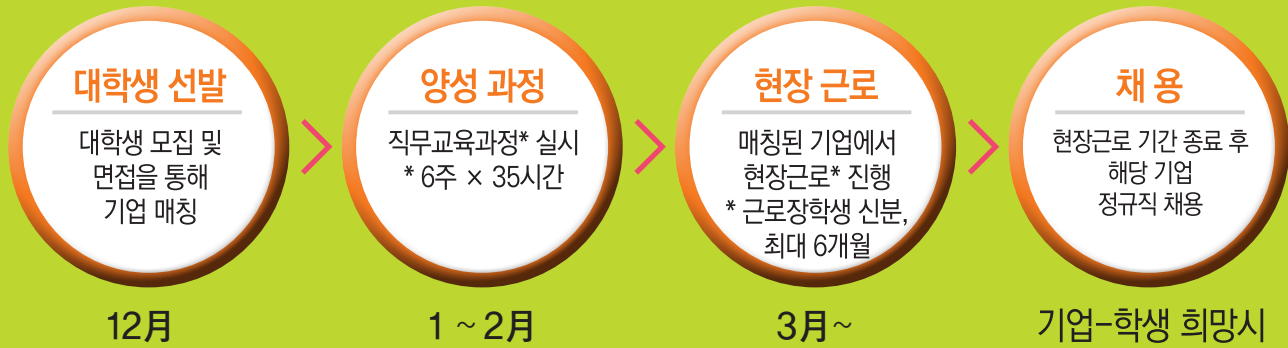 대학생 선발
대학생 모집 및
면접을 통해
기업 매칭
12月
양성 과정
직무교육과정* 실시
* 6주 × 35시간
1 ~ 2月
현장 근로
매칭된 기업에서
현장근로* 진행
* 근로장학생 신분,
최대 6개월
3月~
채 용
현장근로 기간 종료 후
해당 기업
정규직 채용
기업-학생 희망시